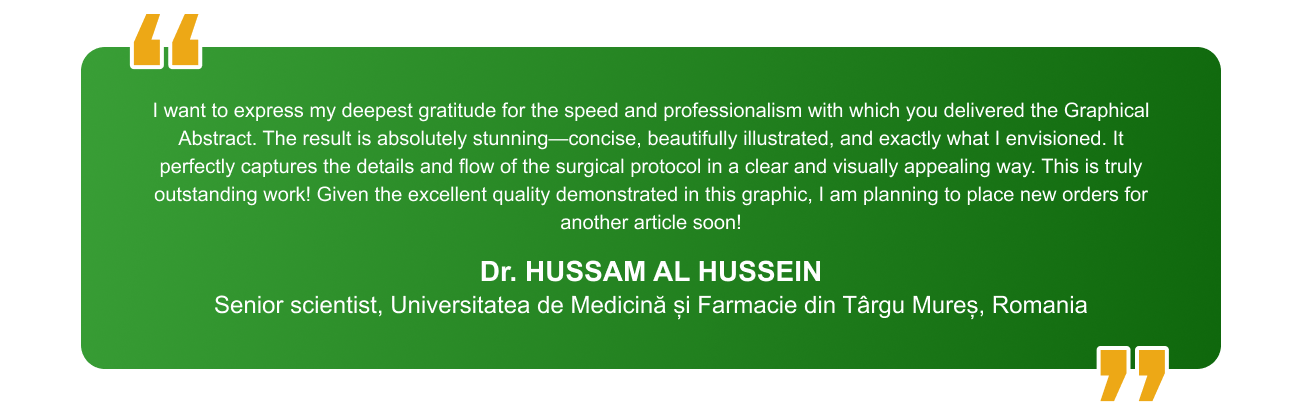 I want to express my deepest gratitude for the speed and professionalism with which you delivered the Graphical
Abstract. The result is absolutely stunning—concise, beautifully illustrated, and exactly what I envisioned. It
perfectly captures the details and flow of the surgical protocol in a clear and visually appealing way. This is truly
outstanding work! Given the excellent quality demonstrated in this graphic, I am planning to place new orders for
another article soon!
Dr. HUSSAM AL HUSSEIN
Senior scientist, Universitatea de Medicină și Farmacie din Târgu Mureș, Romania